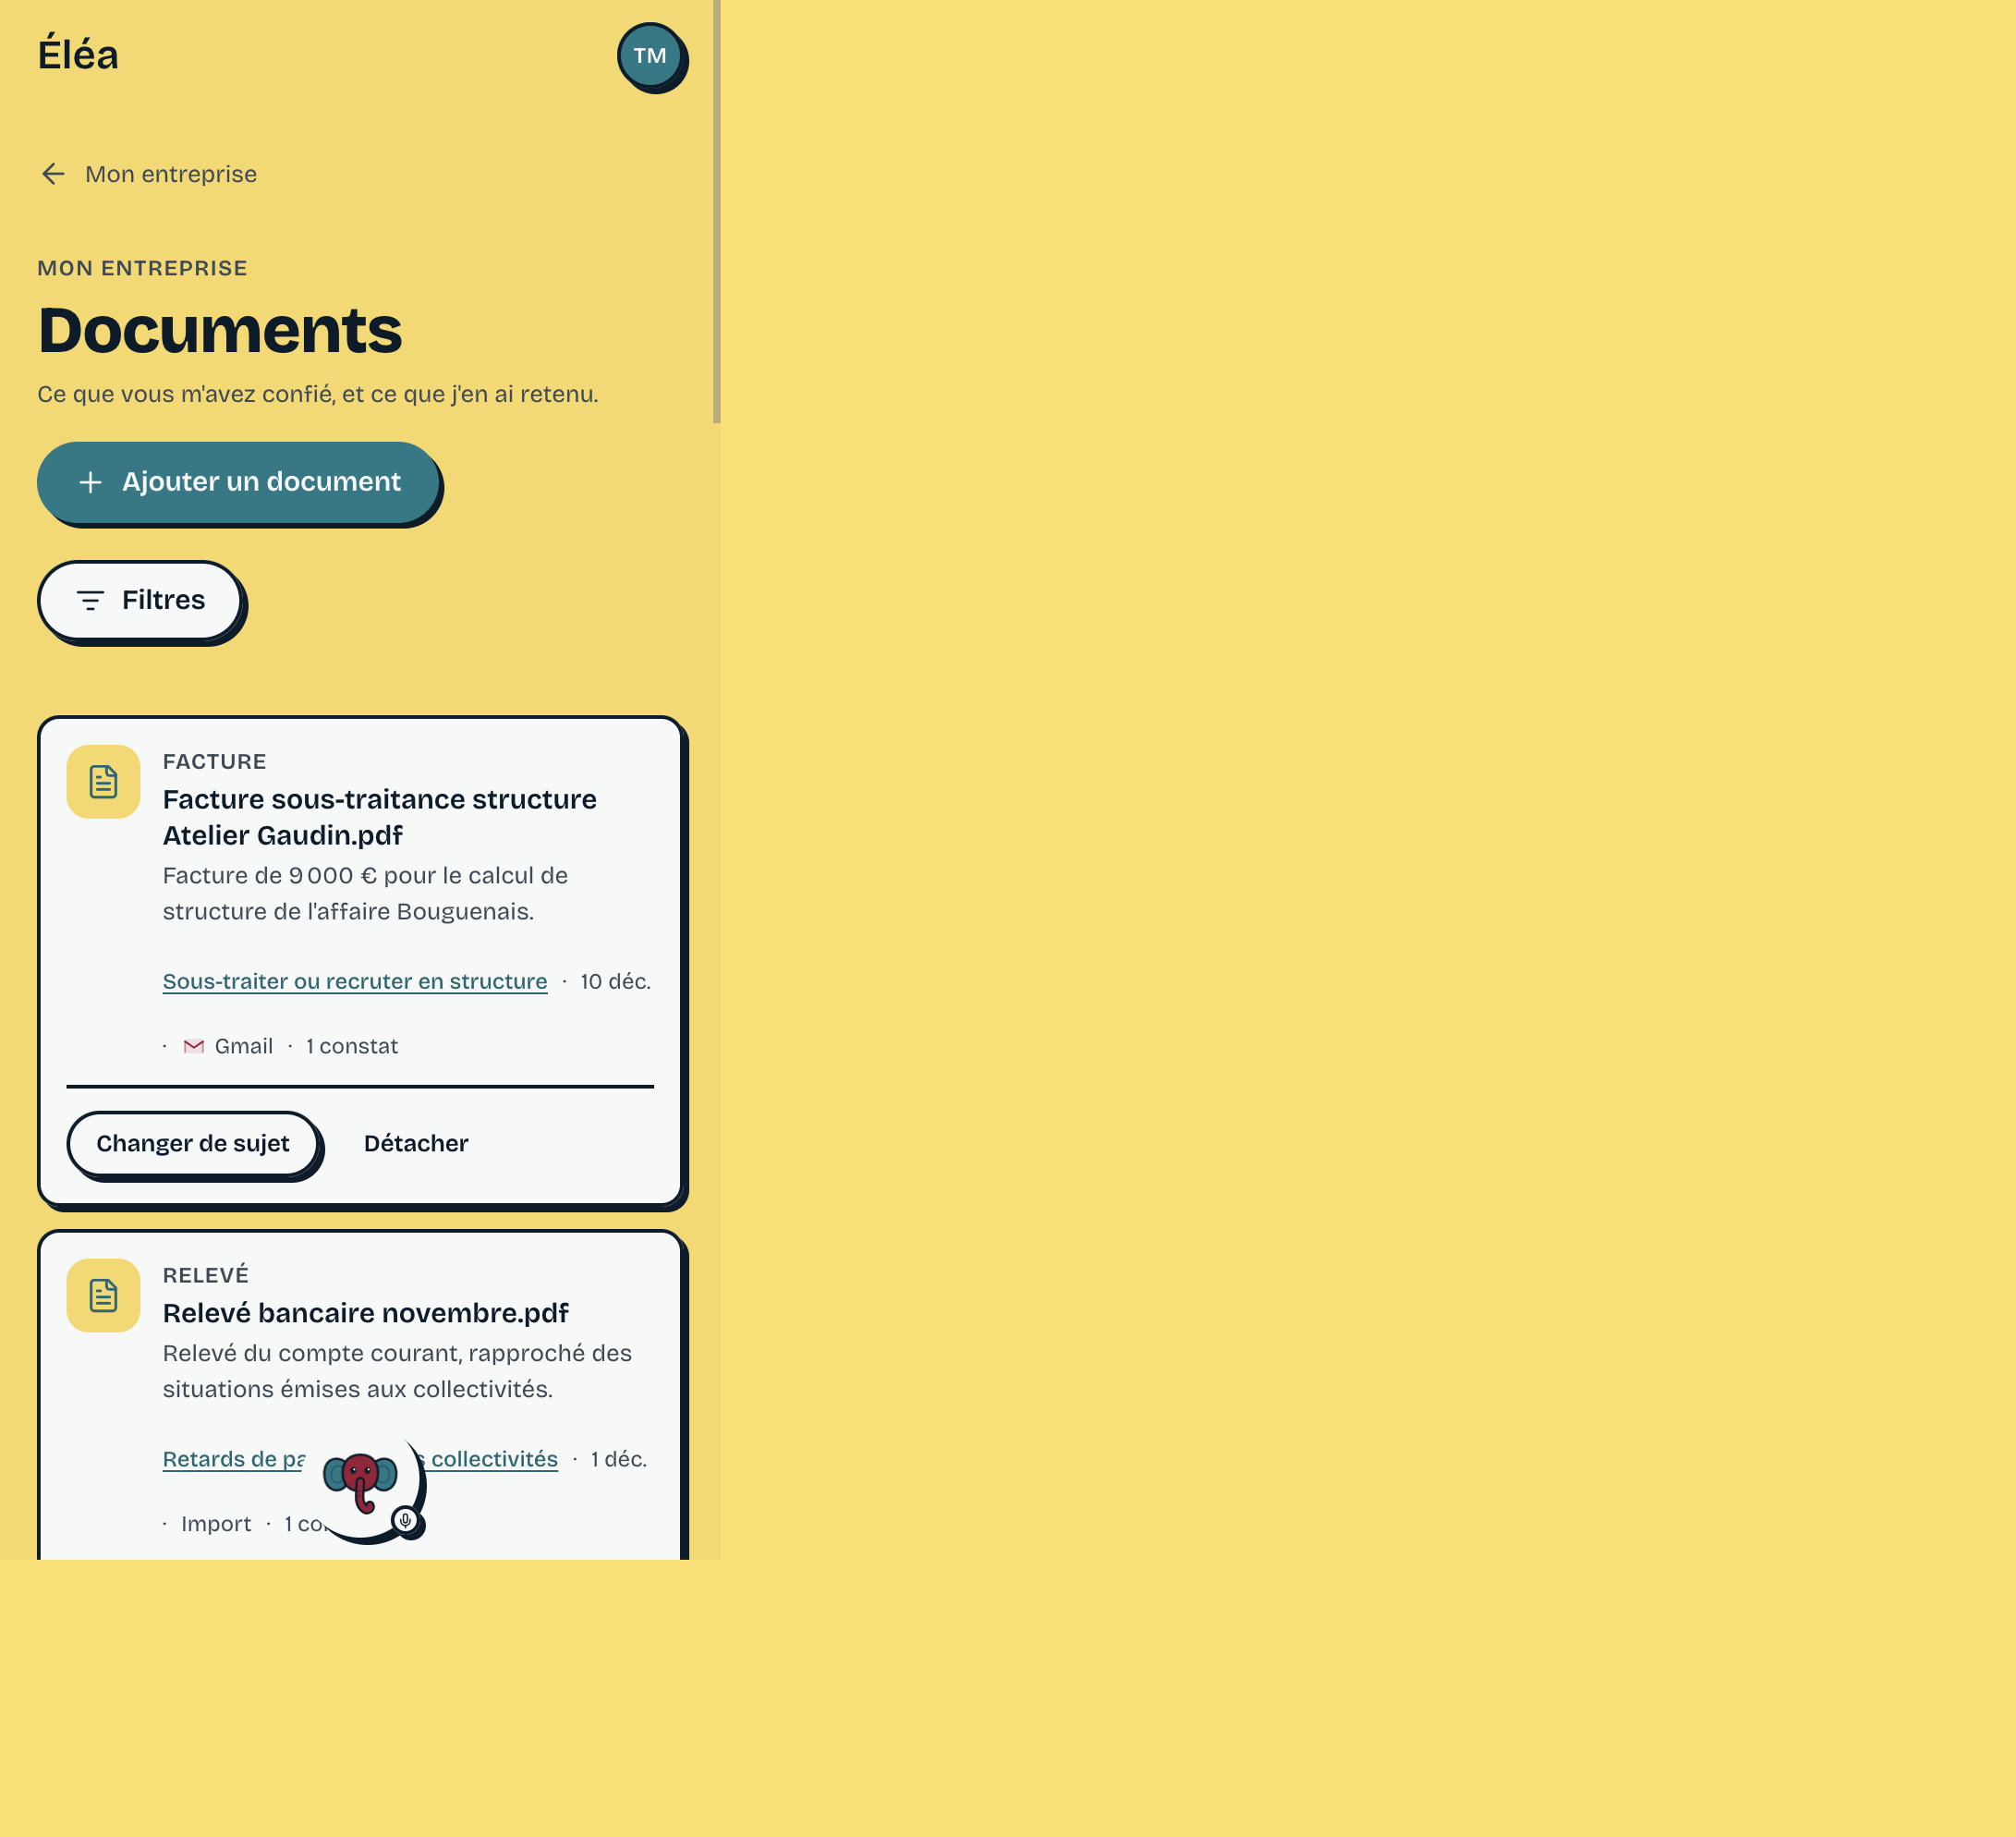 Éléa
TM
Mon entreprise
MON ENTREPRISE
Documents
Ce que vous m'avez confié, et ce que j'en ai retenu.
Ajouter un document
Filtres
FACTURE
Facture sous-traitance structure
Atelier Gaudin.pdf
Facture de 9 000 € pour le calcul de
structure de l'affaire Bouguenais.
Sous-traiter ou recruter en structure · 10 déc.
· Gmail · 1 constat
Changer de sujet
Détacher
RELEVÉ
Relevé bancaire novembre.pdf
Relevé du compte courant, rapproché des
situations émises aux collectivités.
Retards de collectivités · 1 déc.
· Import · 1